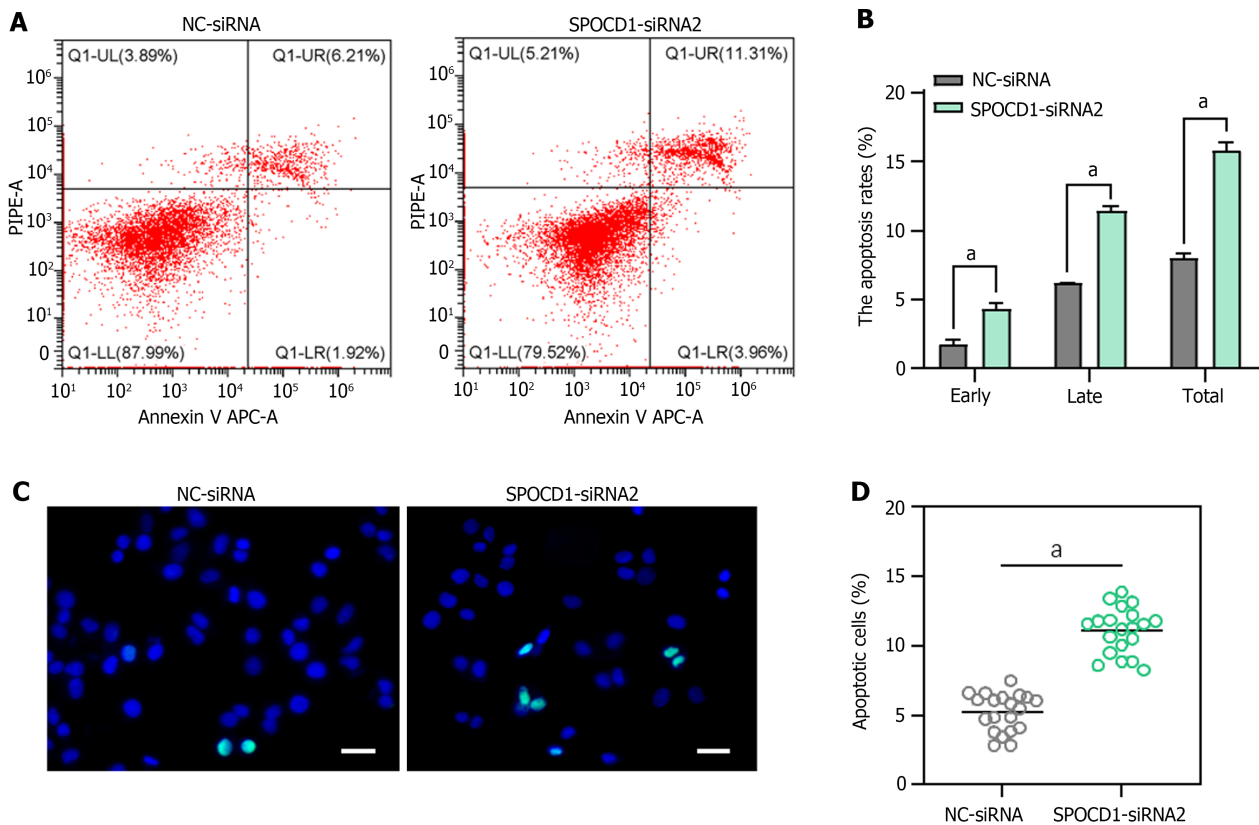 A
NC-siRNA
SPOCD1-siRNA2
Q1-UL(3.89%)
Q1-UR(6.21%)
Q1-LL(87.99%)
Q1-LR(1.92%)
PIPE-A
10⁶
10⁵
10⁴
10³
10²
10¹
0
10¹ 10² 10³ 10⁴ 10⁵ 10⁶
Annexin V APC-A
Q1-UL(5.21%)
Q1-UR(11.31%)
Q1-LL(79.52%)
Q1-LR(3.96%)
PIPE-A
10⁶
10⁵
10⁴
10³
10²
10¹
0
10¹ 10² 10³ 10⁴ 10⁵ 10⁶
Annexin V APC-A
B
NC-siRNA
SPOCD1-siRNA2
The apoptosis rates (%)
20
15
10
5
0
a
a
a
Early Late Total
C
NC-siRNA
SPOCD1-siRNA2
D
Apoptotic cells (%)
20
15
10
5
0
a
NC-siRNA SPOCD1-siRNA2